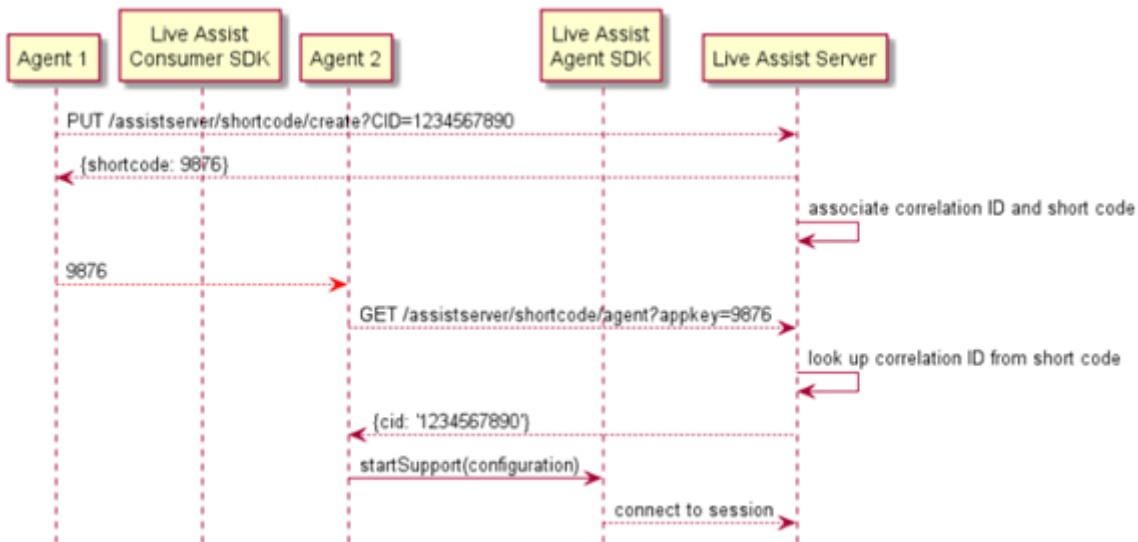 Agent 1
Live Assist
Consumer SDK
Agent 2
Live Assist
Agent SDK
Live Assist Server
PUT /assistserver/shortcode/create?CID=1234567890
{shortcode: 9876}
associate correlation ID and short code
9876
GET /assistserver/shortcode/agent?appkey=9876
look up correlation ID from short code
{cid: '1234567890'}
startSupport(configuration)
connect to session